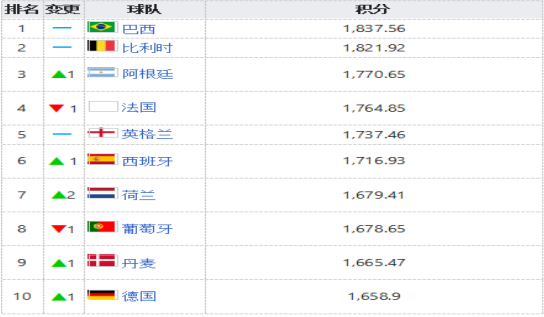 排名 变更 球队 积分
1 — 巴西 1,837.56
2 — 比利时 1,821.92
3 ▲1 阿根廷 1,770.65
4 ▼ 1 法国 1,764.85
5 — 英格兰 1,737.46
6 ▲ 1 西班牙 1,716.93
7 ▲2 荷兰 1,679.41
8 ▼1 葡萄牙 1,678.65
9 ▲1 丹麦 1,665.47
10 ▲1 德国 1,658.9